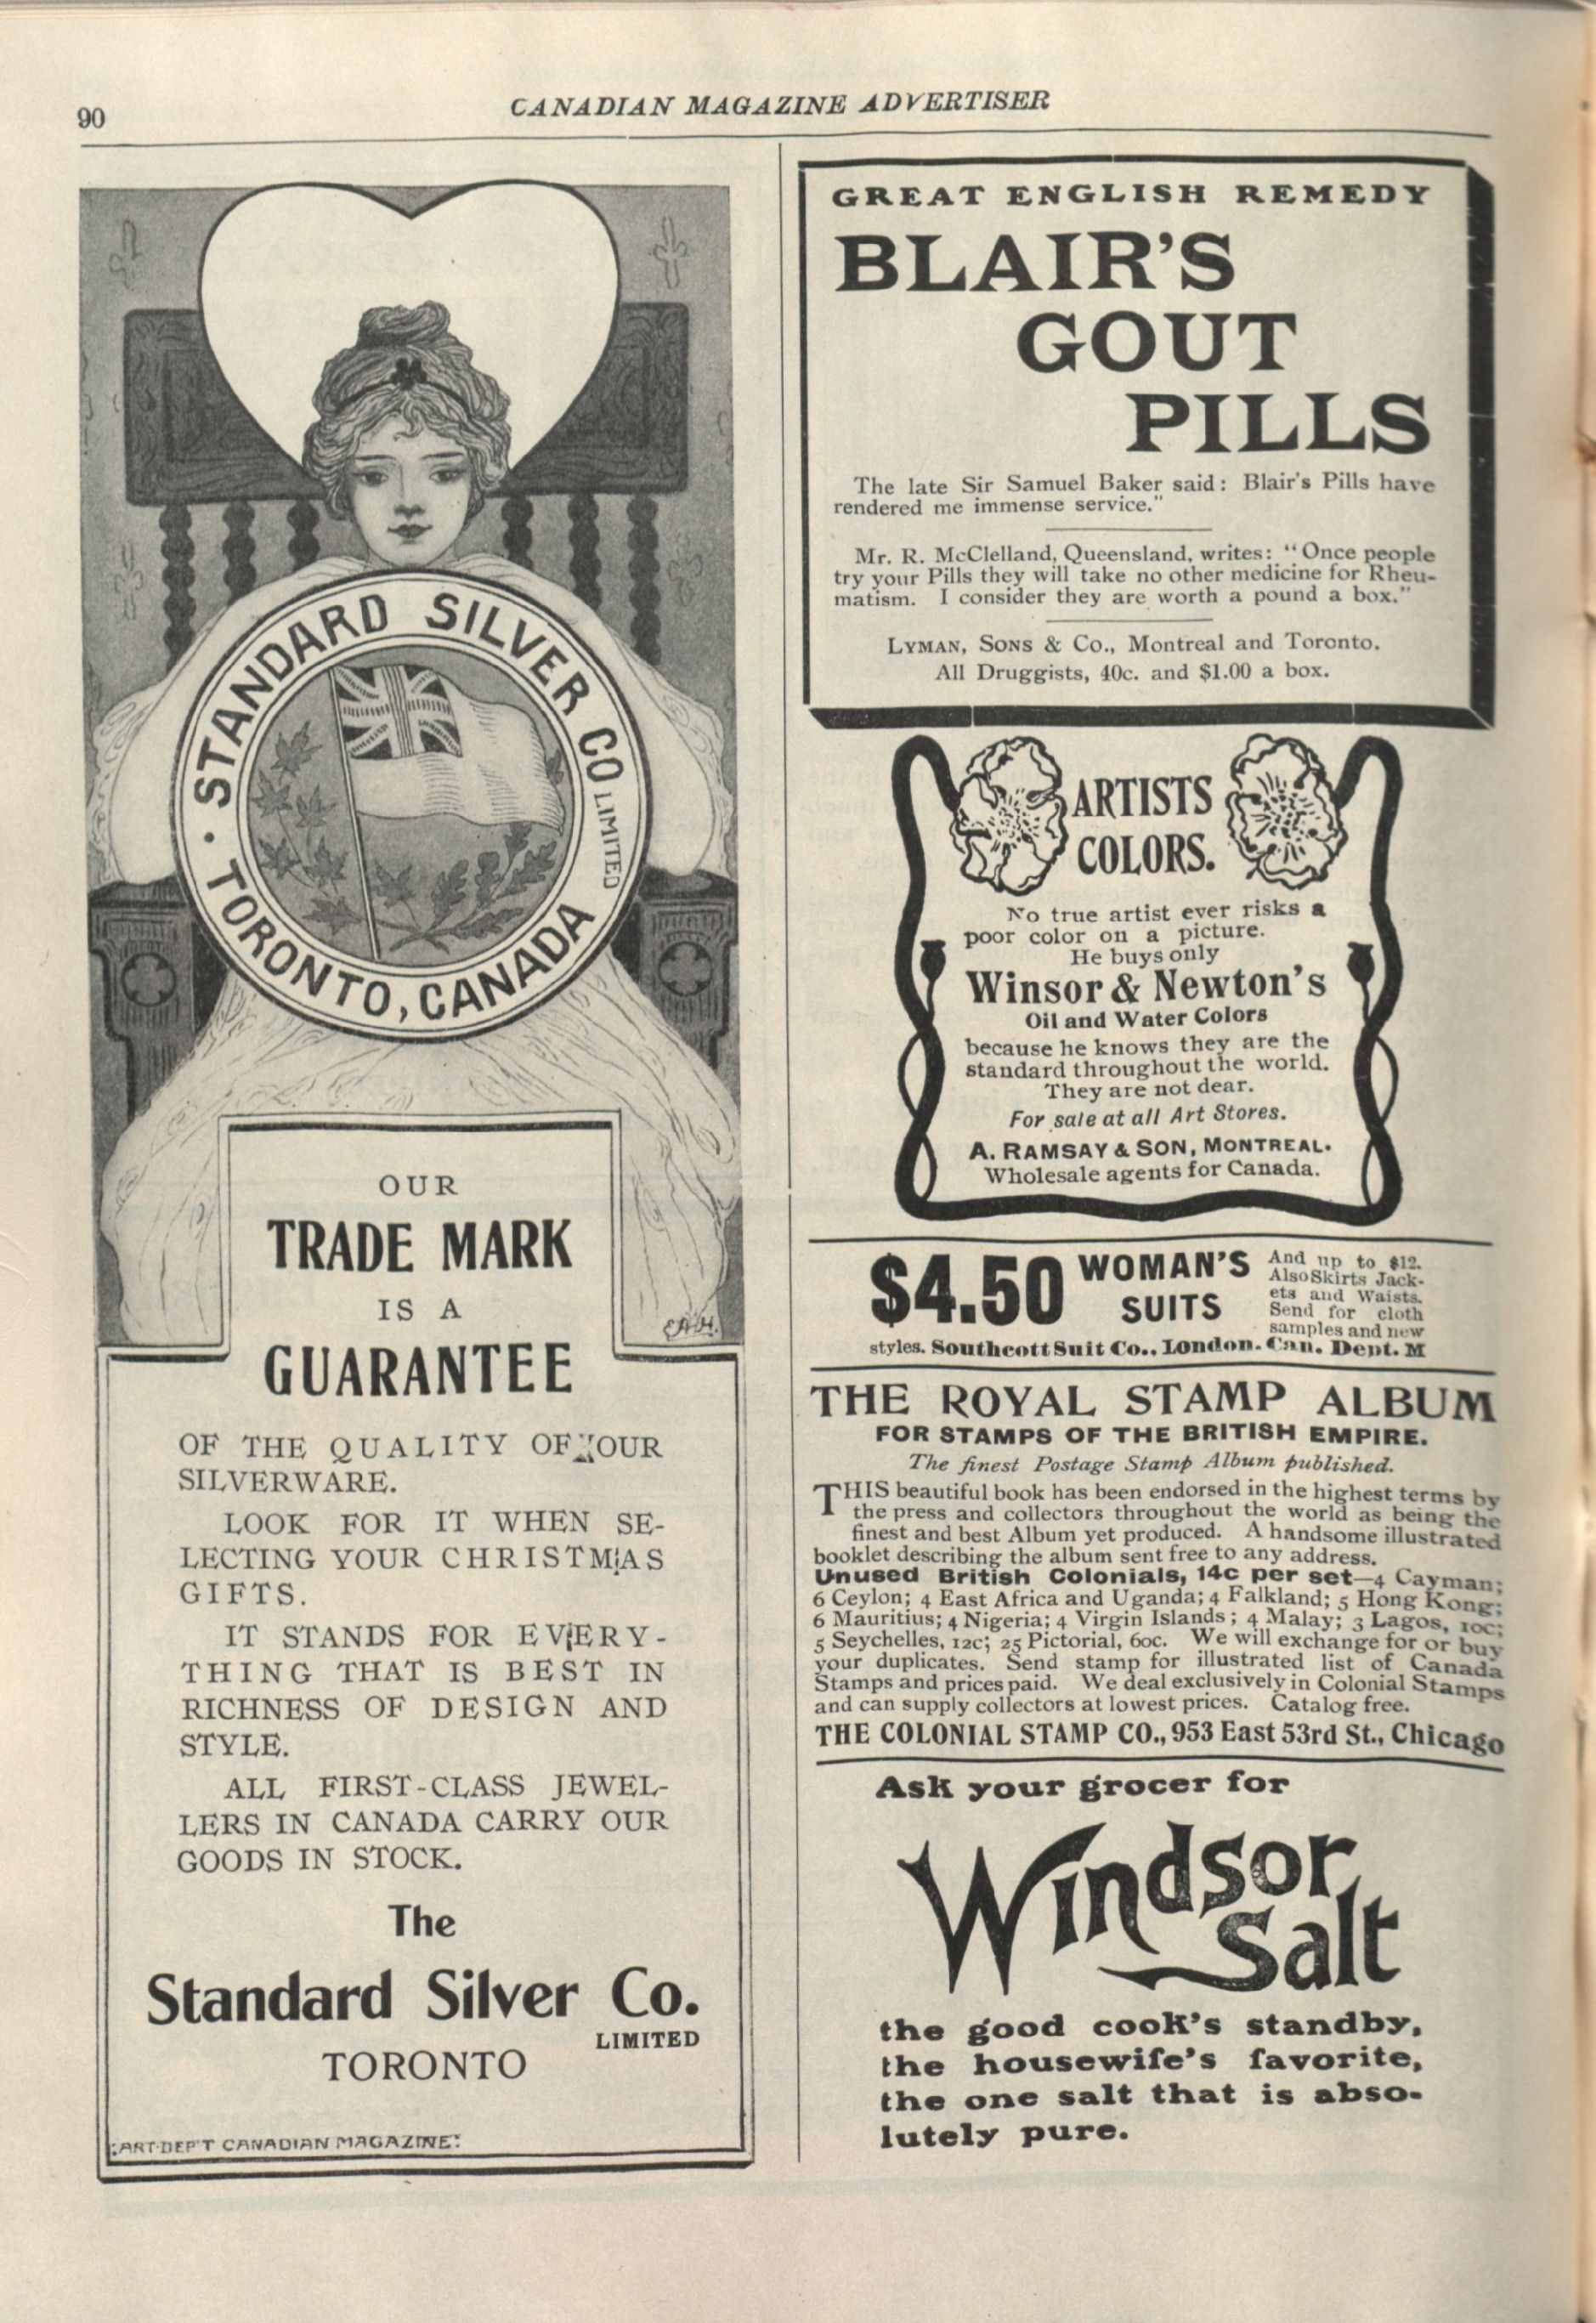 90
CANADIAN MAGAZINE ADVERTISER
· STANDARD SILVER CO LIMITED
TORONTO, CANADA
OUR
TRADE MARK
IS A
GUARANTEE
OF THE QUALITY OF OUR
SILVERWARE.
LOOK FOR IT WHEN SE-
LECTING YOUR CHRISTMAS
GIFTS.
IT STANDS FOR EVERY-
THING THAT IS BEST IN
RICHNESS OF DESIGN AND
STYLE.
ALL FIRST-CLASS JEWEL-
LERS IN CANADA CARRY OUR
GOODS IN STOCK.
The
Standard Silver Co.
LIMITED
TORONTO
:ART·DEP'T CANADIAN MAGAZINE:
GREAT ENGLISH REMEDY
BLAIR'S
GOUT
PILLS
The late Sir Samuel Baker said: Blair's Pills have
rendered me immense service."
Mr. R. McClelland, Queensland, writes: "Once people
try your Pills they will take no other medicine for Rheu-
matism. I consider they are worth a pound a box."
LYMAN, SONS & CO., Montreal and Toronto.
All Druggists, 40c. and $1.00 a box.
ARTISTS
COLORS.
No true artist ever risks a
poor color on a picture.
He buys only
Winsor & Newton's
Oil and Water Colors
because he knows they are the
standard throughout the world.
They are not dear.
For sale at all Art Stores.
A. RAMSAY & SON, MONTREAL.
Wholesale agents for Canada.
$4.50 WOMAN'S
SUITS
And up to $12.
Also Skirts Jack-
ets and Waists.
Send for cloth
samples and new
styles. Southcott Suit Co., London. Can. Dept. M
THE ROYAL STAMP ALBUM
FOR STAMPS OF THE BRITISH EMPIRE.
The finest Postage Stamp Album published.
THIS beautiful book has been endorsed in the highest terms by
the press and collectors throughout the world as being the
finest and best Album yet produced. A handsome illustrated
booklet describing the album sent free to any address.
Unused British Colonials, 14c per set—4 Cayman;
6 Ceylon; 4 East Africa and Uganda; 4 Falkland; 5 Hong Kong;
6 Mauritius; 4 Nigeria; 4 Virgin Islands; 4 Malay; 3 Lagos, 10c;
5 Seychelles, 12c; 25 Pictorial, 60c. We will exchange for or buy
your duplicates. Send stamp for illustrated list of Canada
Stamps and prices paid. We deal exclusively in Colonial Stamps
and can supply collectors at lowest prices. Catalog free.
THE COLONIAL STAMP CO., 953 East 53rd St., Chicago
Ask your grocer for
Windsor
Salt
the good cook's standby,
the housewife's favorite,
the one salt that is abso-
lutely pure.